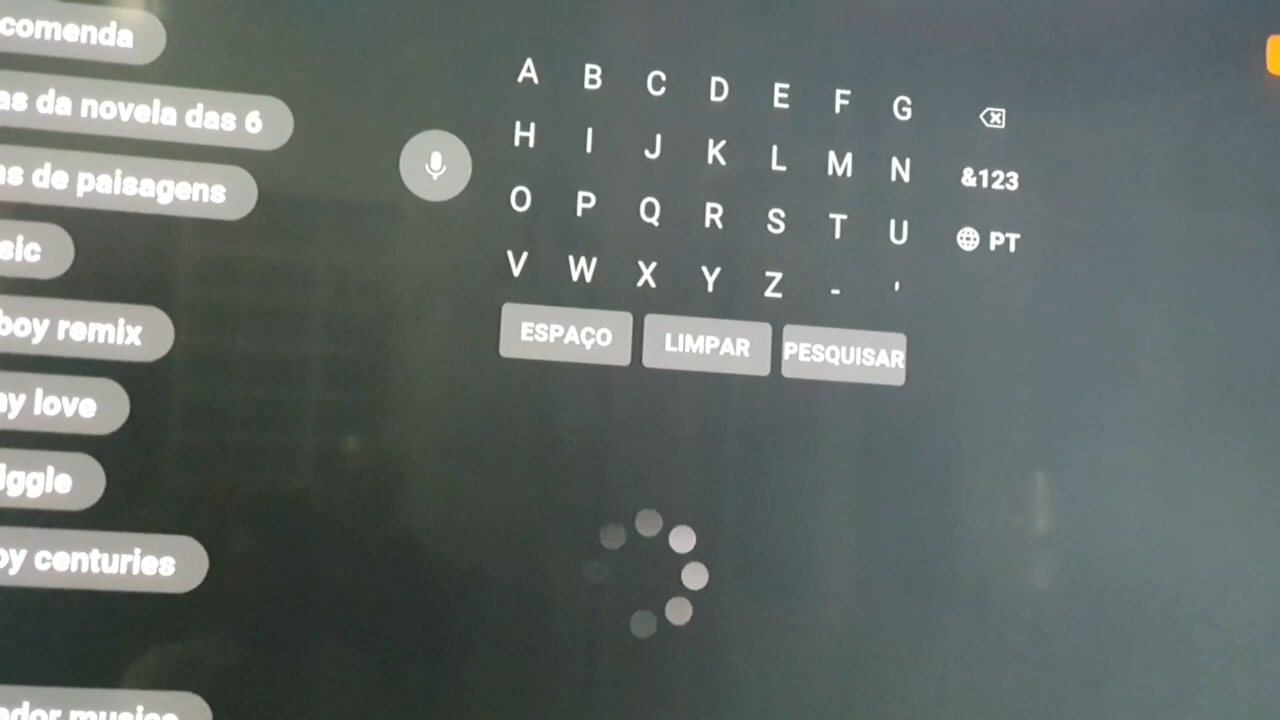 comenda
as da novela das 6
s de paisagens
sic
boy remix
y love
iggle
centuries
A B C D E F G
H I J K L M N &123
O P Q R S T U PT
V W X Y Z - '
ESPAÇO LIMPAR PESQUISAR